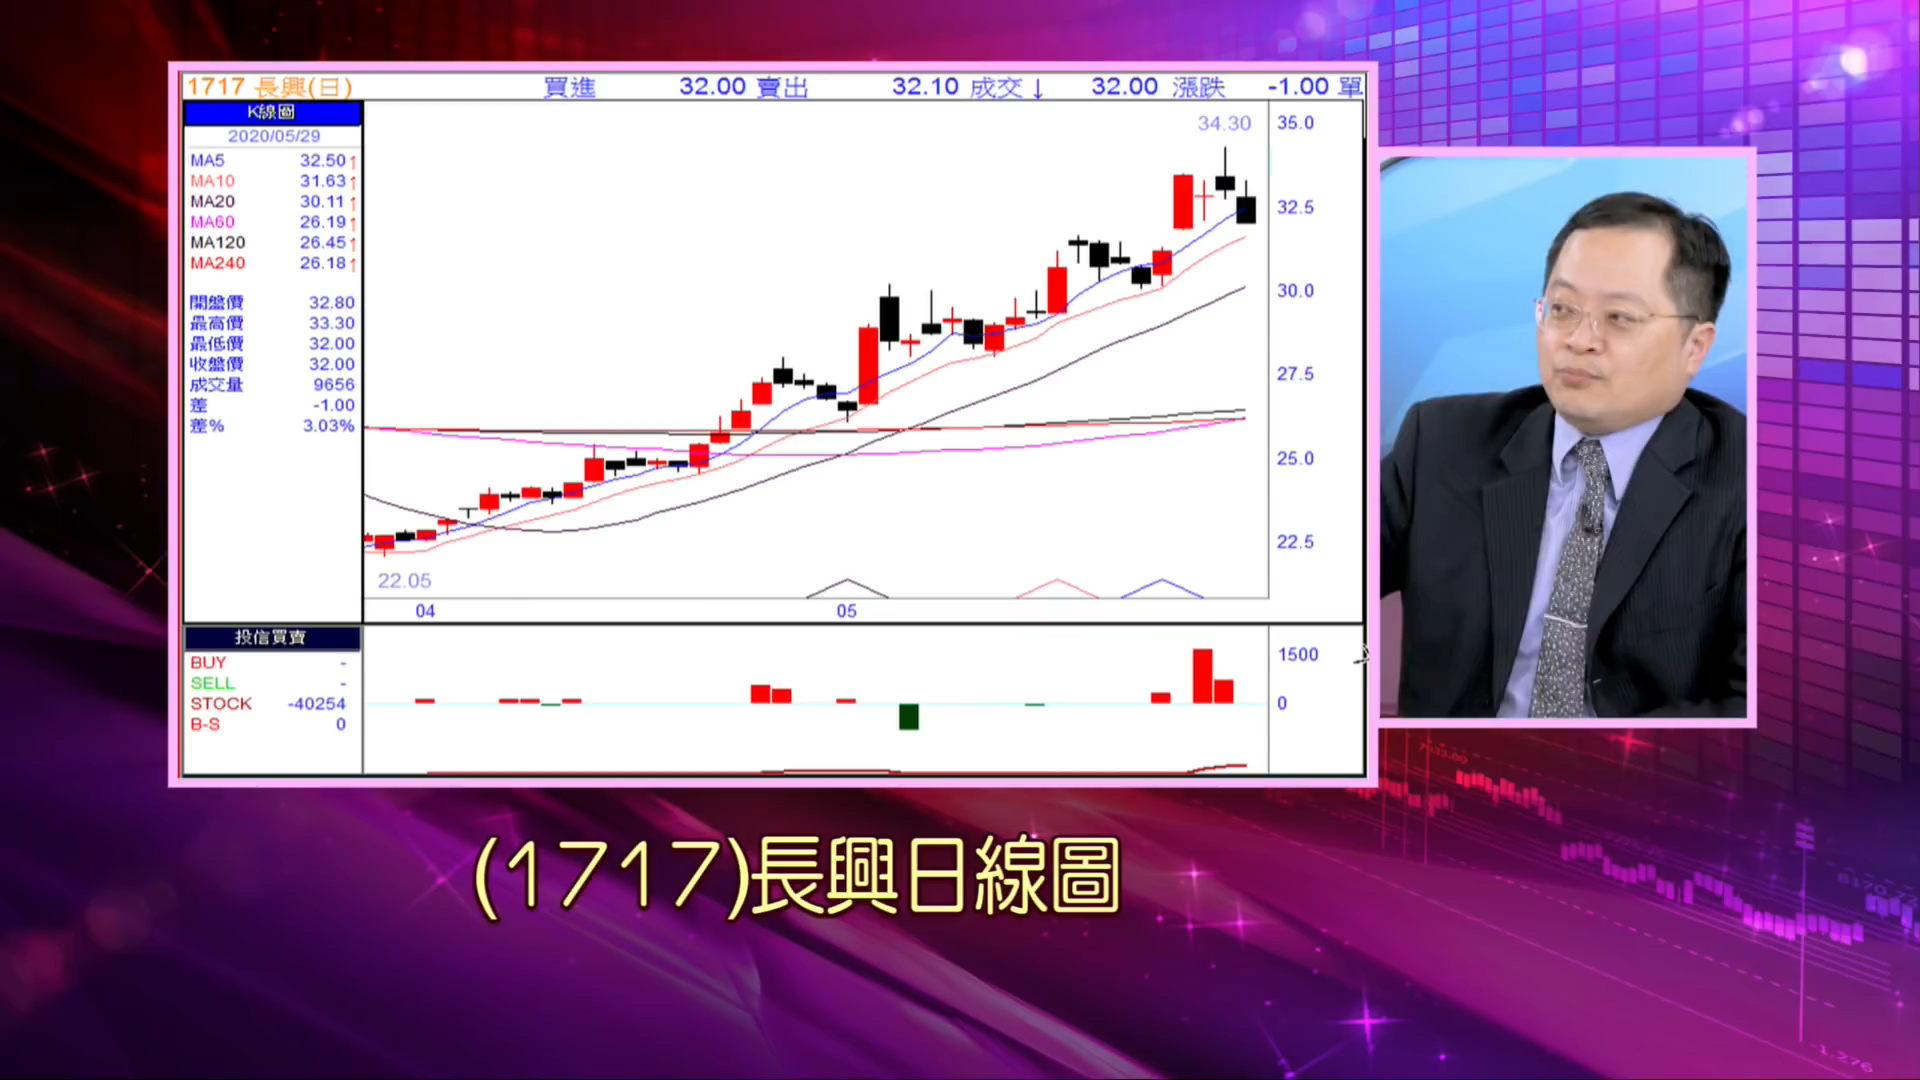 1717 長興(日) 買進 32.00 賣出 32.10 成交↓ 32.00 漲跌 -1.00 單
K線圖
2020/05/29
MA5 32.50↑
MA10 31.63↑
MA20 30.11↑
MA60 26.19↑
MA120 26.45↑
MA240 26.18↑
開盤價 32.80
最高價 33.30
最低價 32.00
收盤價 32.00
成交量 9656
差 -1.00
差% 3.03%
34.30
35.0
32.5
30.0
27.5
25.0
22.5
22.05
04 05
投信買賣
BUY -
SELL -
STOCK -40254
B-S 0
1500
0
(1717)長興日線圖
-1.276